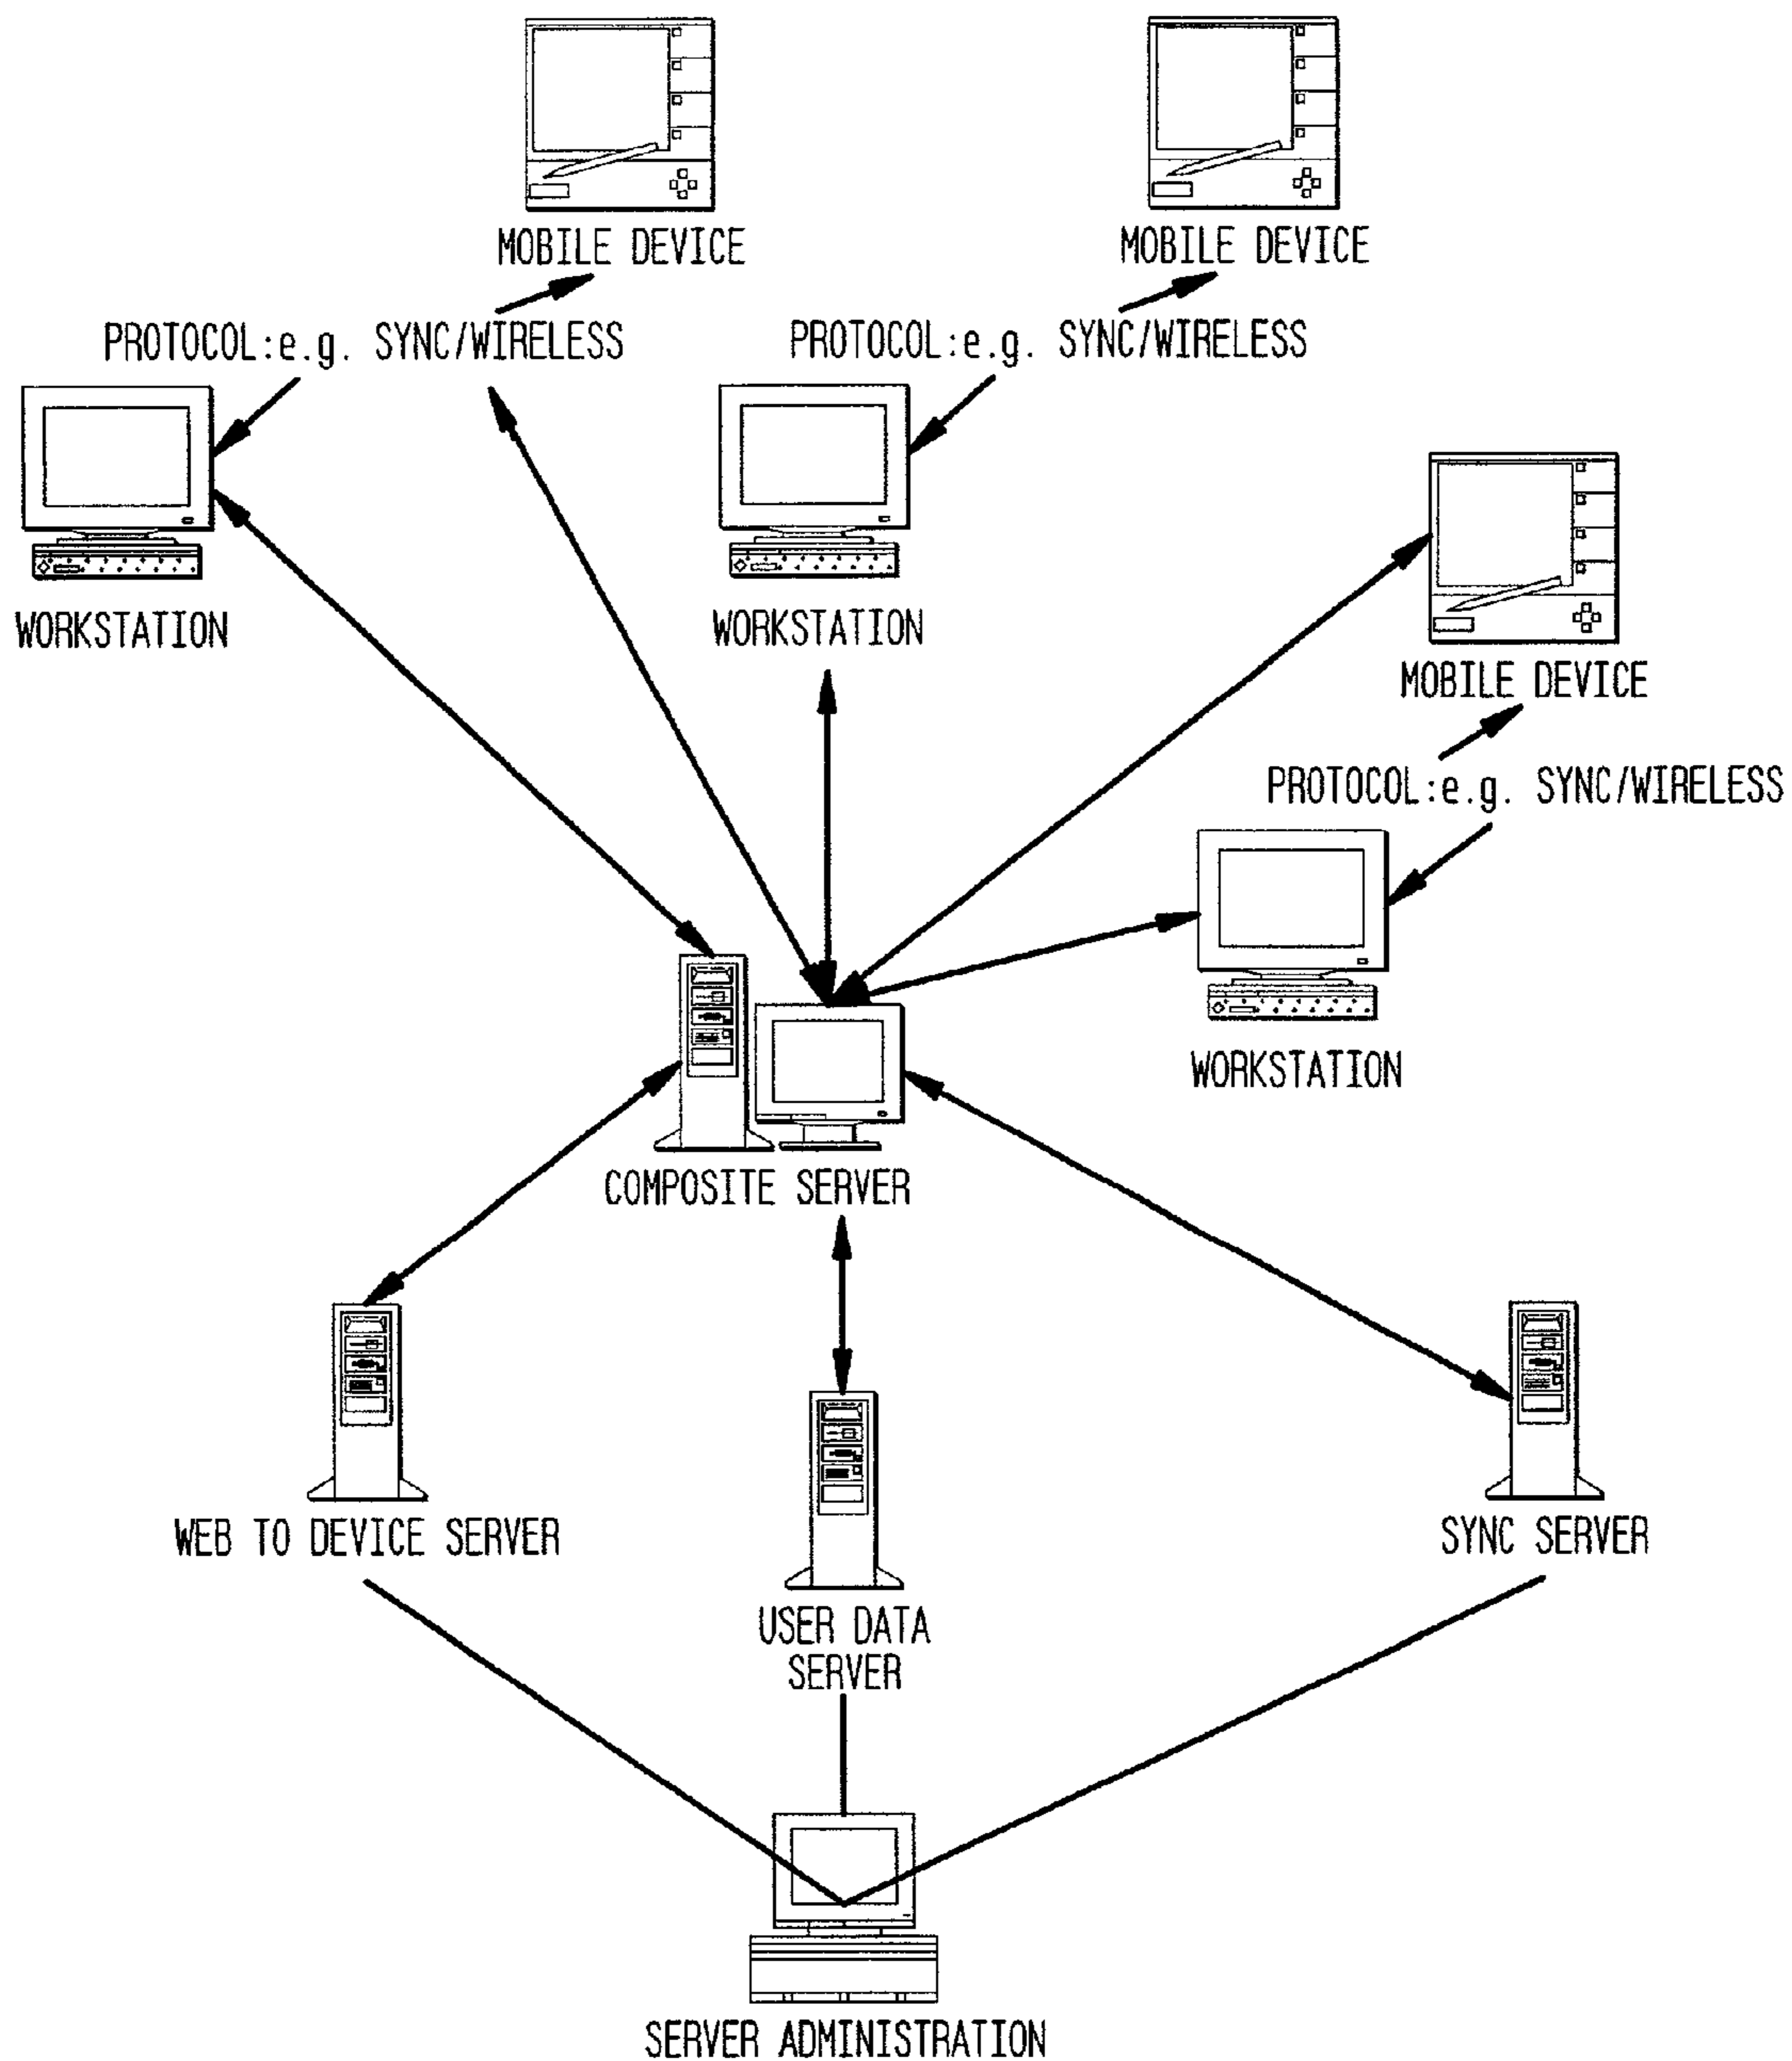 MOBILE DEVICE
MOBILE DEVICE
PROTOCOL:e.g. SYNC/WIRELESS
PROTOCOL:e.g. SYNC/WIRELESS
WORKSTATION
WORKSTATION
MOBILE DEVICE
PROTOCOL:e.g. SYNC/WIRELESS
WORKSTATION
COMPOSITE SERVER
WEB TO DEVICE SERVER
SYNC SERVER
USER DATA
SERVER
SERVER ADMINISTRATION